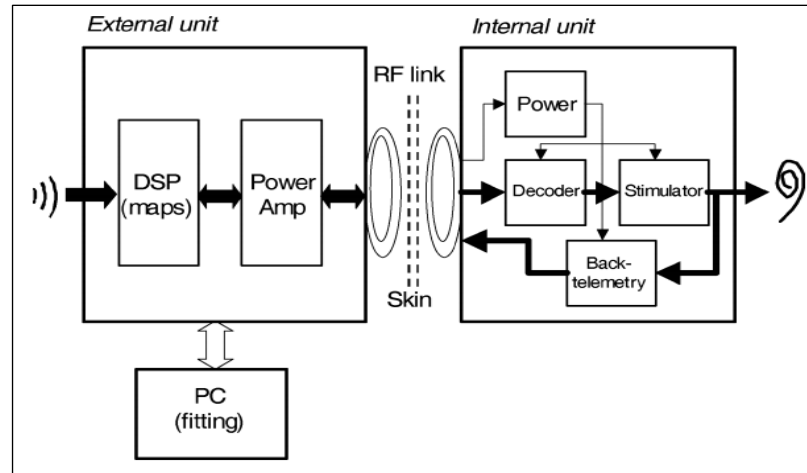 External unit
Internal unit
RF link
Power
DSP
(maps)
Power
Amp
Decoder
Stimulator
Back-
telemetry
Skin
PC
(fitting)